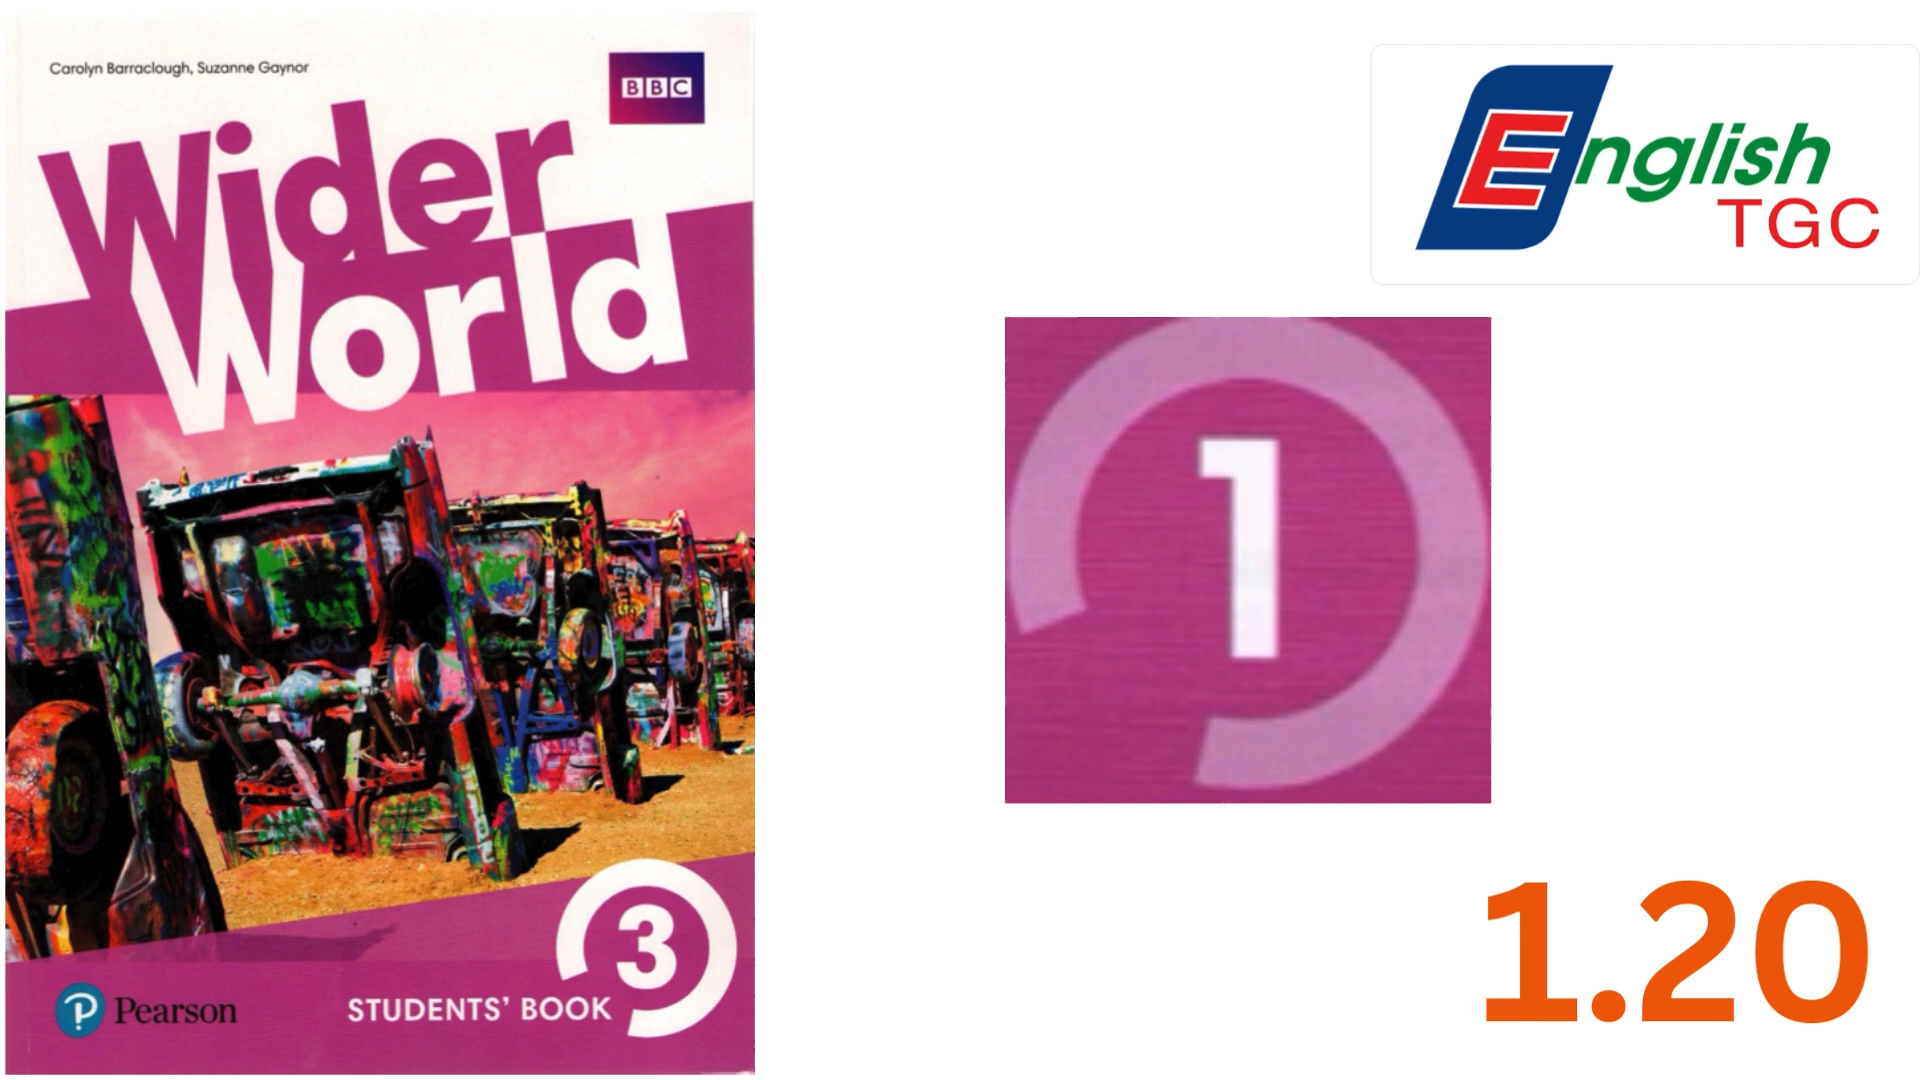 Carolyn Barraclough, Suzanne Gaynor
BBC
Wider
World
3
STUDENTS' BOOK
Pearson
English
TGC
1
1.20